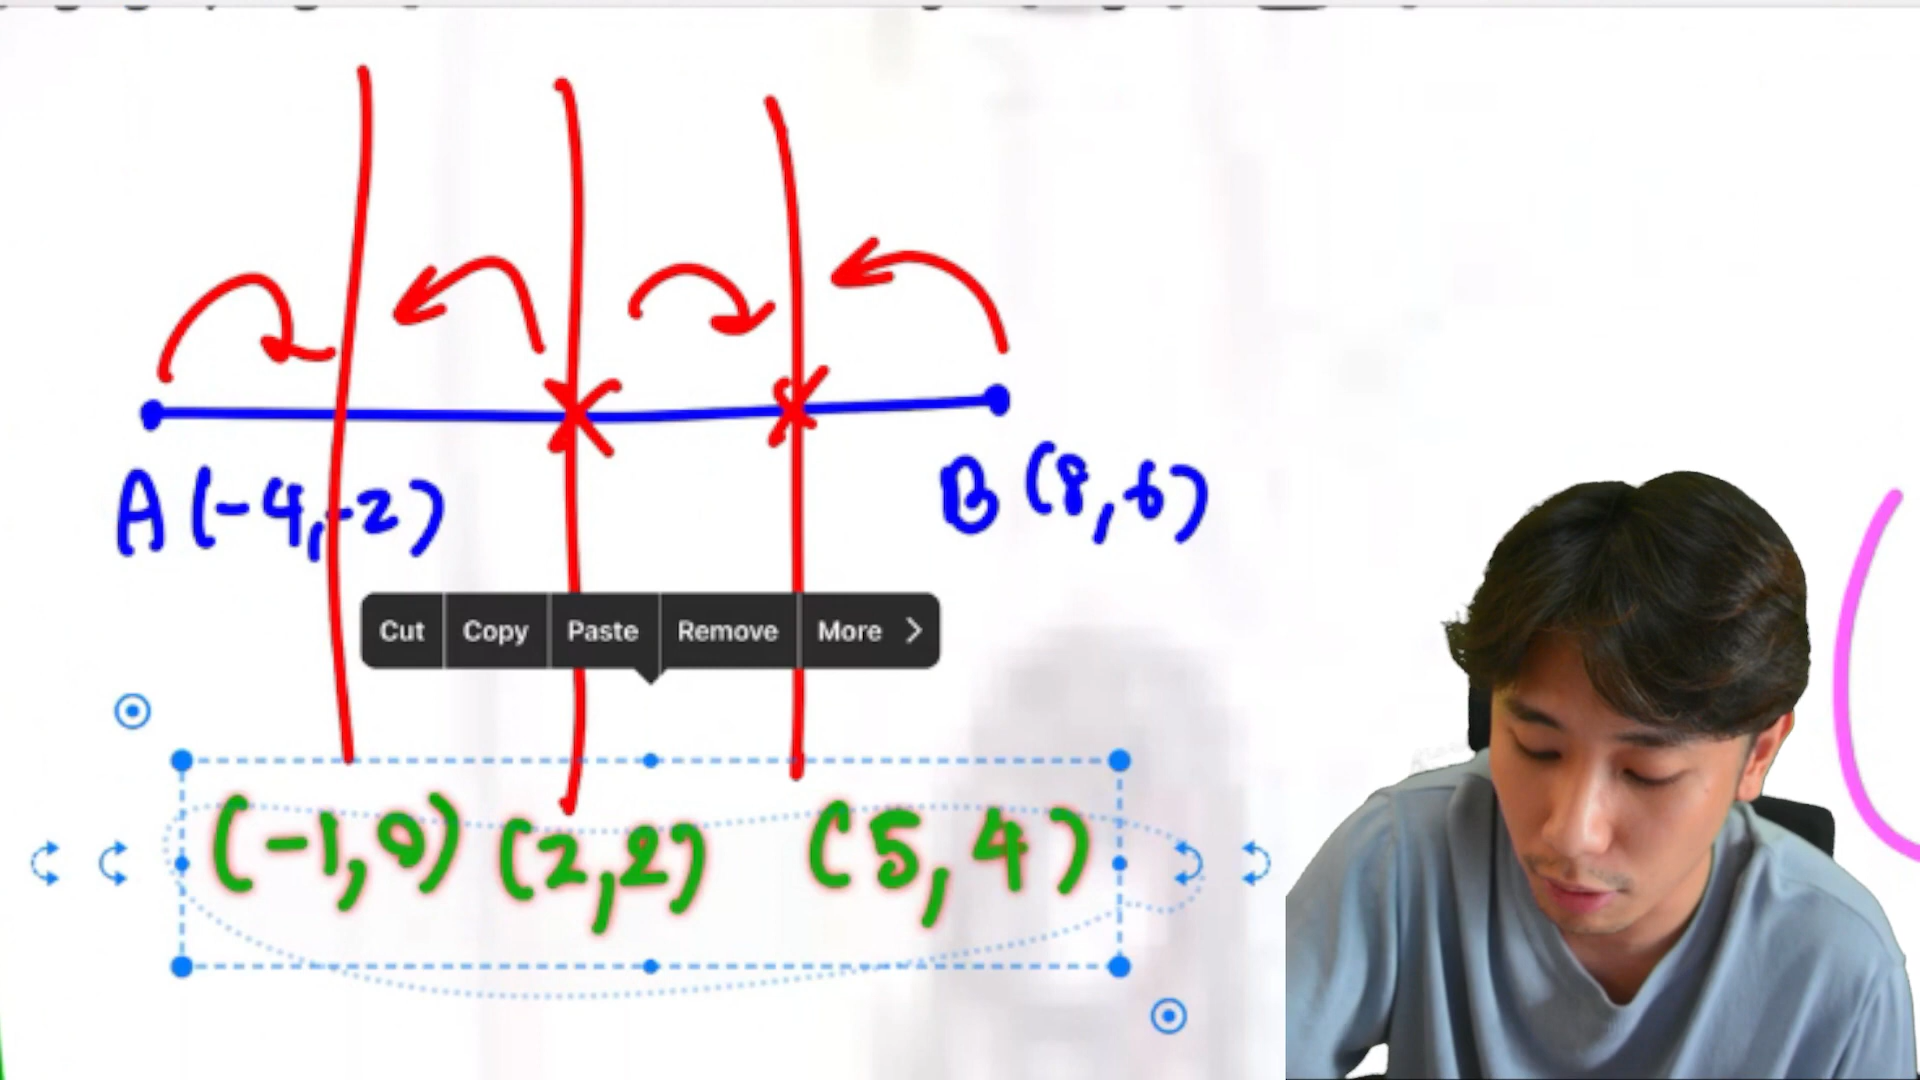 A (-4,-2)
B (8,6)
Cut Copy Paste Remove More
(-1,0) (2,2) (5,4)